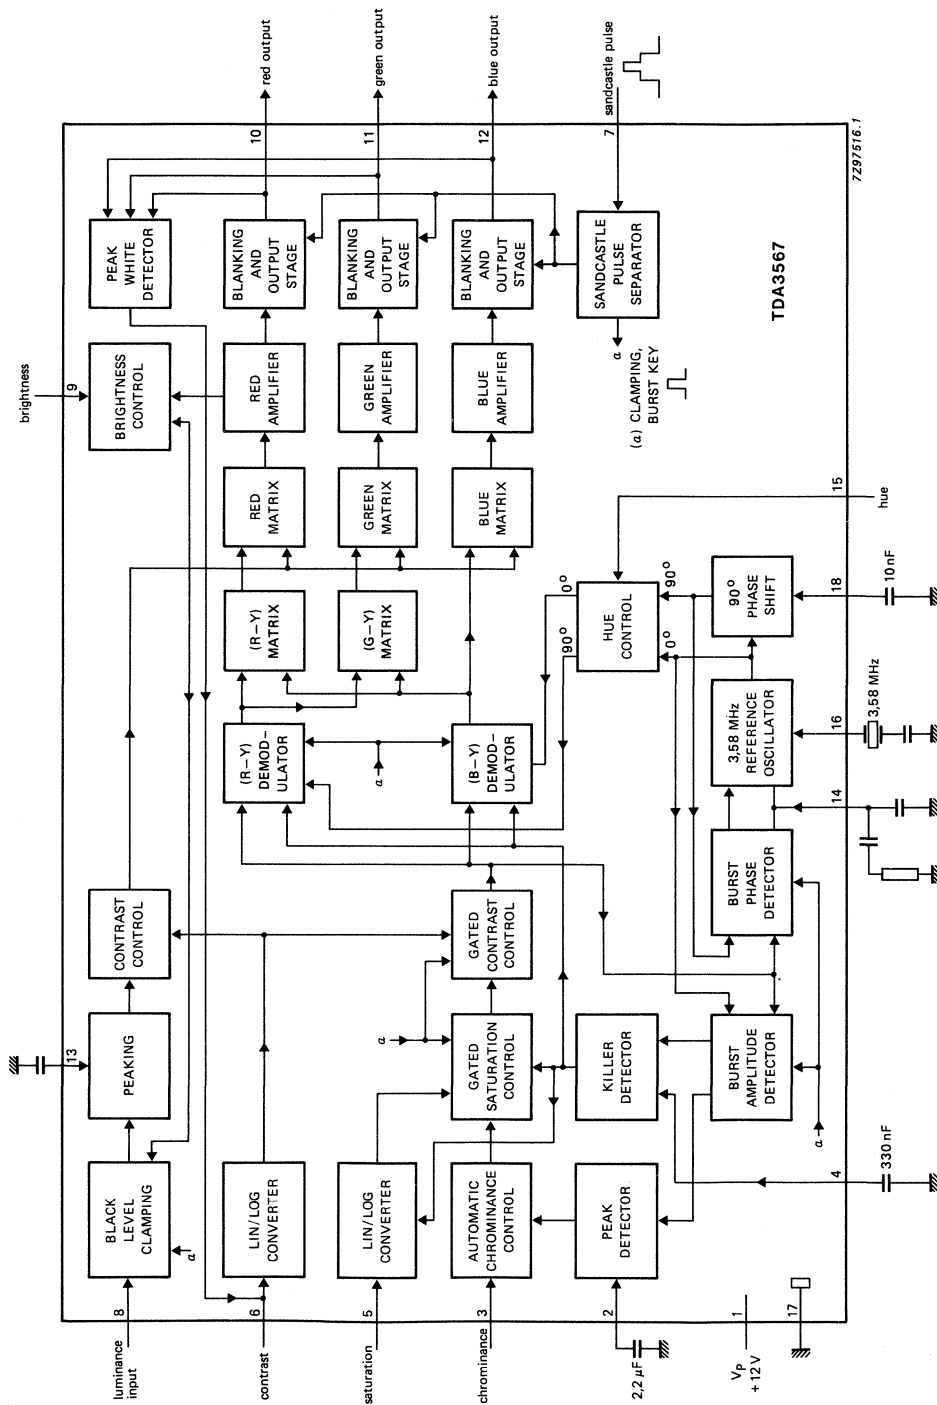 luminance
input
8
BLACK
LEVEL
CLAMPING
a
13
PEAKING
CONTRAST
CONTROL
brightness
9
BRIGHTNESS
CONTROL
PEAK
WHITE
DETECTOR
contrast
6
LIN/LOG
CONVERTER
(R–Y)
DEMOD-
ULATOR
(R–Y)
MATRIX
RED
MATRIX
RED
AMPLIFIER
BLANKING
AND
OUTPUT
STAGE
10
red output
saturation
5
LIN/LOG
CONVERTER
a
a
(G–Y)
MATRIX
GREEN
MATRIX
GREEN
AMPLIFIER
BLANKING
AND
OUTPUT
STAGE
11
green output
chrominance
3
AUTOMATIC
CHROMINANCE
CONTROL
GATED
SATURATION
CONTROL
GATED
CONTRAST
CONTROL
(B–Y)
DEMOD-
ULATOR
BLUE
MATRIX
BLUE
AMPLIFIER
BLANKING
AND
OUTPUT
STAGE
12
blue output
2
2,2 µF
PEAK
DETECTOR
KILLER
DETECTOR
90°
0°
HUE
CONTROL
0°
90°
a
(a) CLAMPING,
BURST KEY
SANDCASTLE
PULSE
SEPARATOR
7
sandcastle pulse
1
VP
+ 12 V
BURST
AMPLITUDE
DETECTOR
BURST
PHASE
DETECTOR
3,58 MHz
REFERENCE
OSCILLATOR
90°
PHASE
SHIFT
TDA3567
17
a
4
330 nF
14
16
3,58 MHz
18
10 nF
15
hue
7Z97516.1